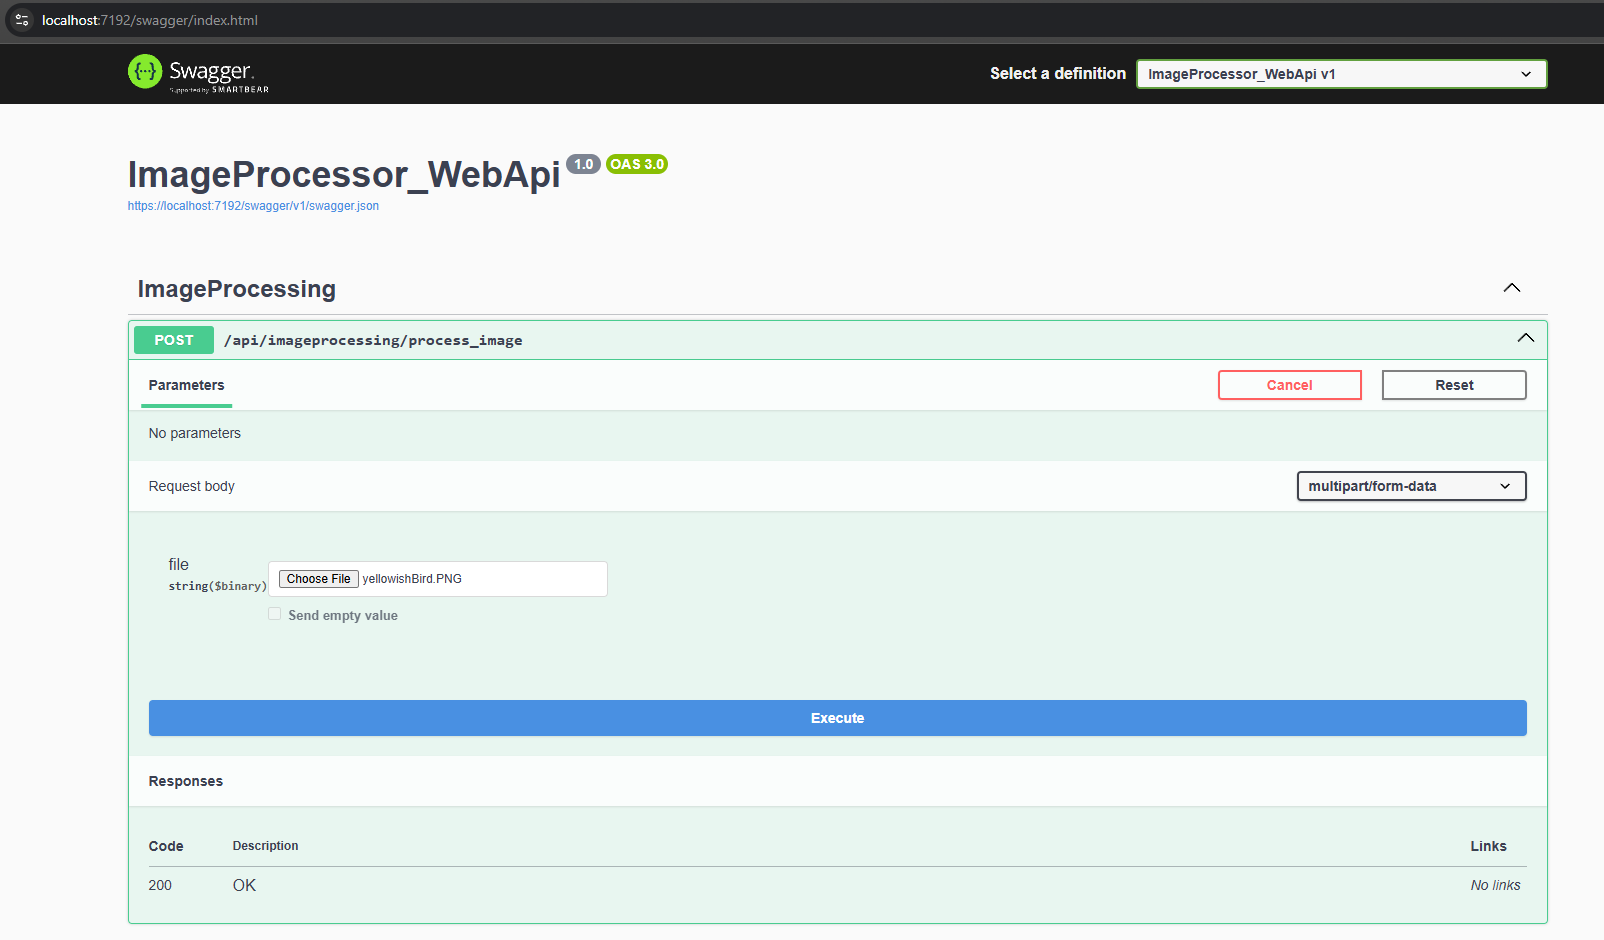 localhost:7192/swagger/index.html
Swagger.
Supported by SMARTBEAR
Select a definition
ImageProcessor_WebApi v1
ImageProcessor_WebApi 1.0 OAS 3.0
https://localhost:7192/swagger/v1/swagger.json
ImageProcessing
POST /api/imageprocessing/process_image
Parameters
Cancel
Reset
No parameters
Request body
multipart/form-data
file
string($binary)
Choose File yellowishBird.PNG
Send empty value
Execute
Responses
Code Description Links
200 OK No links